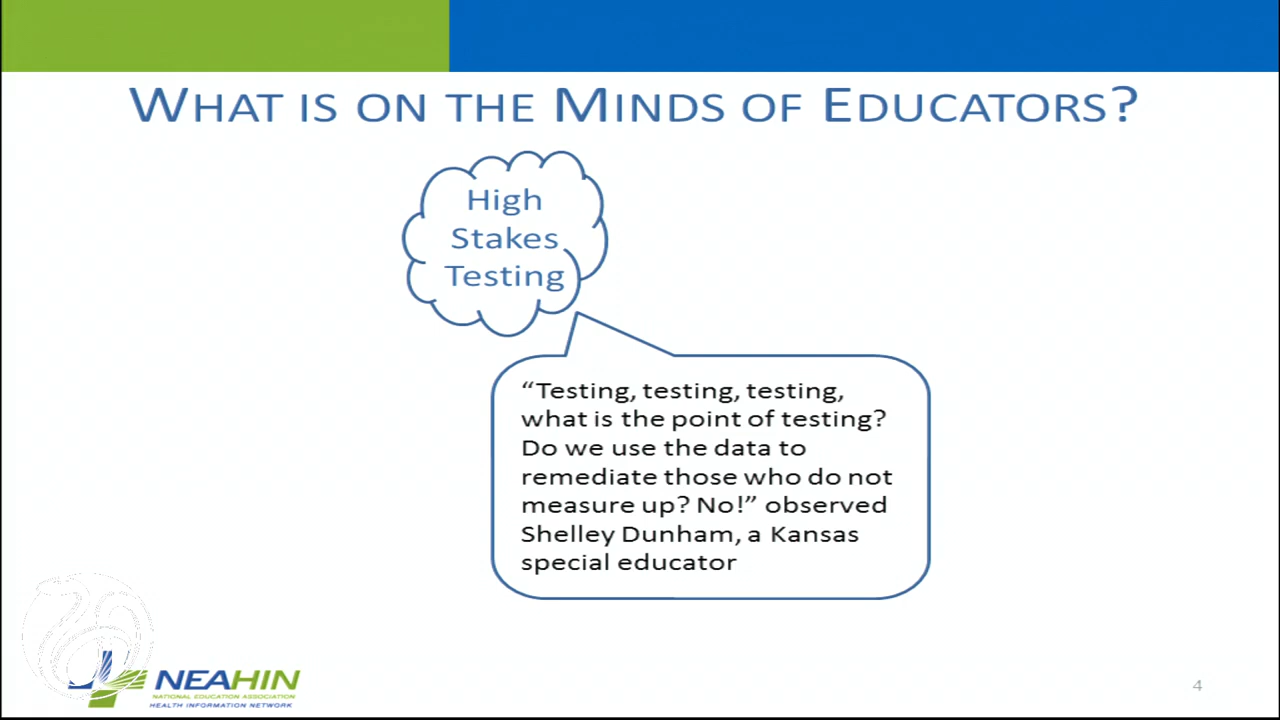 WHAT IS ON THE MINDS OF EDUCATORS?
High
Stakes
Testing
“Testing, testing, testing,
what is the point of testing?
Do we use the data to
remediate those who do not
measure up? No!” observed
Shelley Dunham, a Kansas
special educator
NEAHIN
NATIONAL EDUCATION ASSOCIATION
HEALTH INFORMATION NETWORK
4